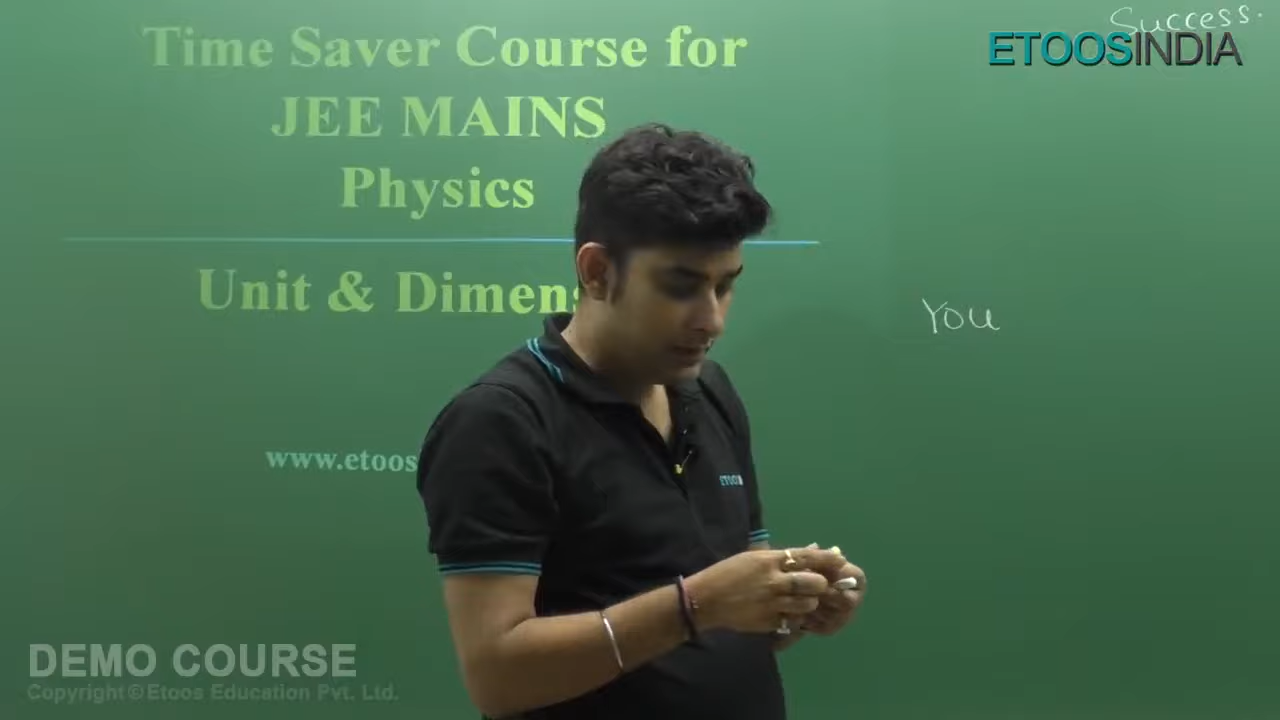 Success.
ETOOSINDIA
Time Saver Course for
JEE MAINS
Physics
Unit & Dimens
You
www.etoos
ETOOSIN
DEMO COURSE
Copyright © Etoos Education Pvt. Ltd.